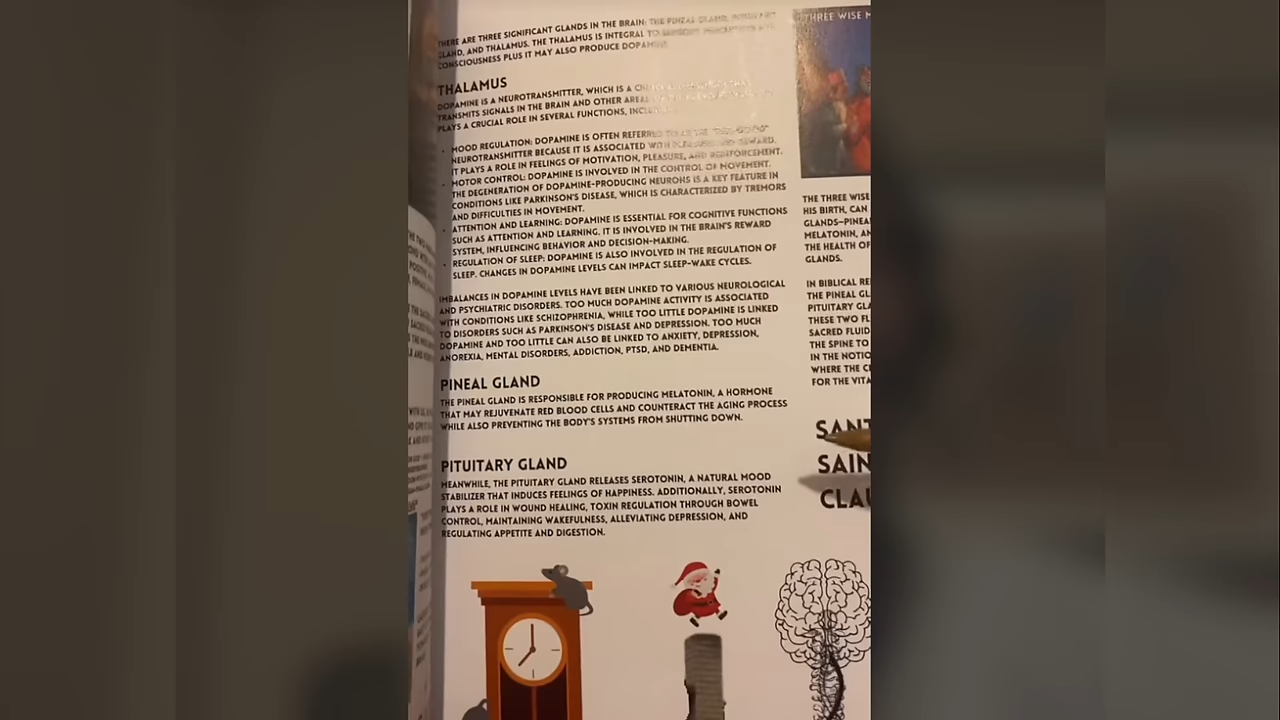 THERE ARE THREE SIGNIFICANT GLANDS IN THE BRAIN: THE PINEAL GLAND, PITUITARY
GLAND, AND THALAMUS. THE THALAMUS IS INTEGRAL TO
CONSCIOUSNESS PLUS IT MAY ALSO PRODUCE DOPAMINE.
THALAMUS
DOPAMINE IS A NEUROTRANSMITTER, WHICH IS A
TRANSMITS SIGNALS IN THE BRAIN AND OTHER AREAS
PLAYS A CRUCIAL ROLE IN SEVERAL FUNCTIONS,
• MOOD REGULATION: DOPAMINE IS OFTEN REFERRED TO AS THE "FEEL-GOOD"
NEUROTRANSMITTER BECAUSE IT IS ASSOCIATED WITH PLEASURE AND REWARD.
IT PLAYS A ROLE IN FEELINGS OF MOTIVATION, PLEASURE, AND REINFORCEMENT.
• MOTOR CONTROL: DOPAMINE IS INVOLVED IN THE CONTROL OF MOVEMENT.
THE DEGENERATION OF DOPAMINE-PRODUCING NEURONS IS A KEY FEATURE IN
CONDITIONS LIKE PARKINSON'S DISEASE, WHICH IS CHARACTERIZED BY TREMORS
AND DIFFICULTIES IN MOVEMENT.
• ATTENTION AND LEARNING: DOPAMINE IS ESSENTIAL FOR COGNITIVE FUNCTIONS
SUCH AS ATTENTION AND LEARNING. IT IS INVOLVED IN THE BRAIN'S REWARD
SYSTEM, INFLUENCING BEHAVIOR AND DECISION-MAKING.
• REGULATION OF SLEEP: DOPAMINE IS ALSO INVOLVED IN THE REGULATION OF
SLEEP. CHANGES IN DOPAMINE LEVELS CAN IMPACT SLEEP-WAKE CYCLES.
IMBALANCES IN DOPAMINE LEVELS HAVE BEEN LINKED TO VARIOUS NEUROLOGICAL
AND PSYCHIATRIC DISORDERS. TOO MUCH DOPAMINE ACTIVITY IS ASSOCIATED
WITH CONDITIONS LIKE SCHIZOPHRENIA, WHILE TOO LITTLE DOPAMINE IS LINKED
TO DISORDERS SUCH AS PARKINSON'S DISEASE AND DEPRESSION. TOO MUCH
DOPAMINE AND TOO LITTLE CAN ALSO BE LINKED TO ANXIETY, DEPRESSION,
ANOREXIA, MENTAL DISORDERS, ADDICTION, PTSD, AND DEMENTIA.
PINEAL GLAND
THE PINEAL GLAND IS RESPONSIBLE FOR PRODUCING MELATONIN, A HORMONE
THAT MAY REJUVENATE RED BLOOD CELLS AND COUNTERACT THE AGING PROCESS
WHILE ALSO PREVENTING THE BODY'S SYSTEMS FROM SHUTTING DOWN.
PITUITARY GLAND
MEANWHILE, THE PITUITARY GLAND RELEASES SEROTONIN, A NATURAL MOOD
STABILIZER THAT INDUCES FEELINGS OF HAPPINESS. ADDITIONALLY, SEROTONIN
PLAYS A ROLE IN WOUND HEALING, TOXIN REGULATION THROUGH BOWEL
CONTROL, MAINTAINING WAKEFULNESS, ALLEVIATING DEPRESSION, AND
REGULATING APPETITE AND DIGESTION.
THREE WISE M
THE THREE WISE
HIS BIRTH, CAN
GLANDS—PINEA
MELATONIN, AN
THE HEALTH OF
GLANDS.
IN BIBLICAL RE
THE PINEAL GL
PITUITARY GLA
THESE TWO FL
SACRED FLUID
THE SPINE TO
IN THE NOTIO
WHERE THE C
FOR THE VITA
SANT
SAIN
CLAU